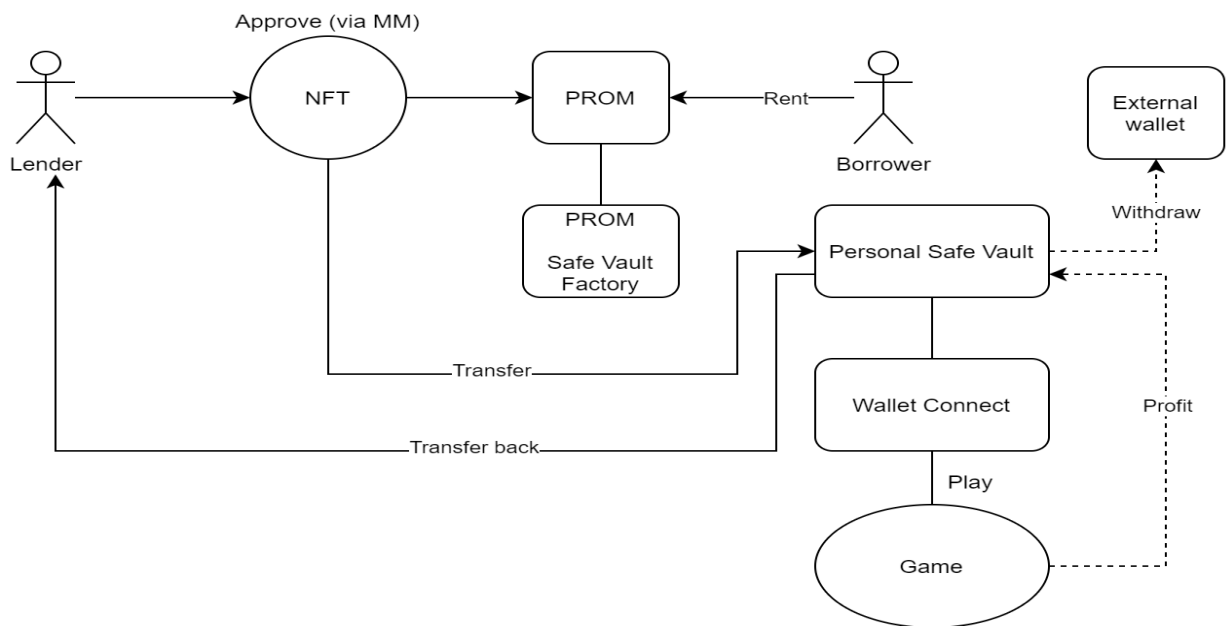 Approve (via MM)
NFT
PROM
Rent
External
wallet
Lender
Borrower
Withdraw
PROM
Safe Vault
Factory
Personal Safe Vault
Transfer
Wallet Connect
Profit
Transfer back
Play
Game